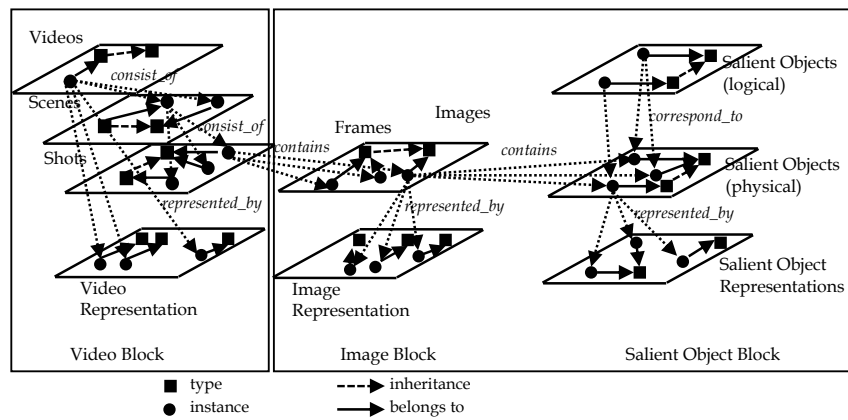 Videos
consist_of
Scenes
consist_of
Shots
represented_by
Video
Representation
Video Block
contains
Frames
Images
represented_by
Image
Representation
Image Block
contains
Salient Objects
(logical)
correspond_to
Salient Objects
(physical)
represented_by
Salient Object
Representations
Salient Object Block
type
inheritance
instance
belongs to